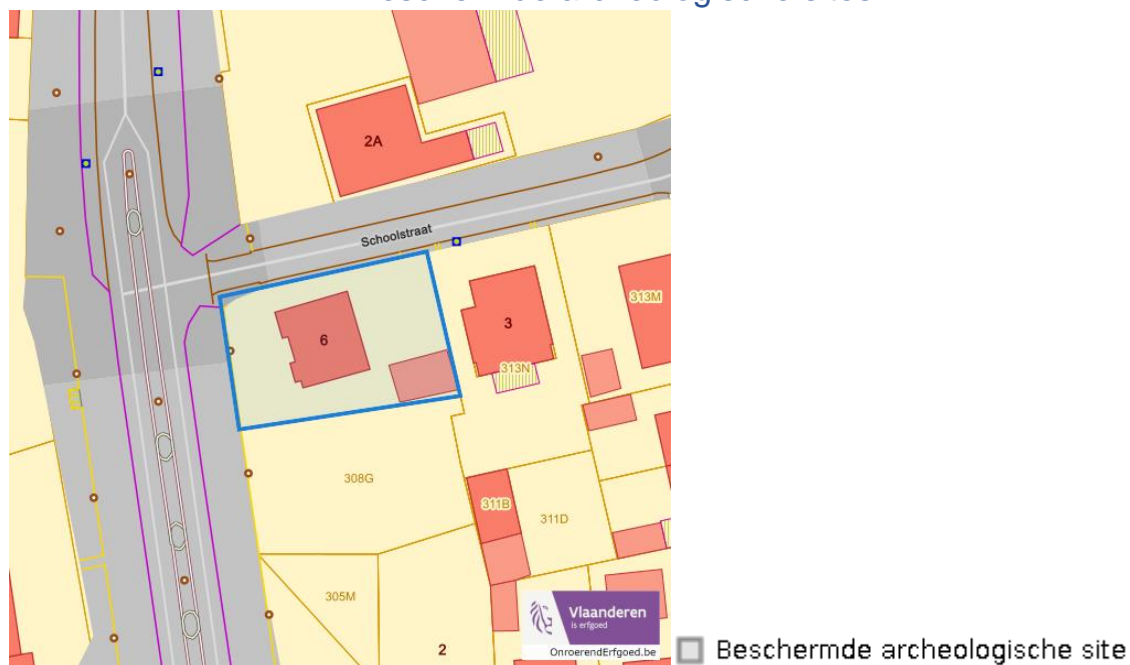 2A
Schoolstraat
313M
6
3
313N
308G
311B
311D
305M
2
Vlaanderen
is erfgoed
OnroerendErfgoed.be
Beschermde archeologische site